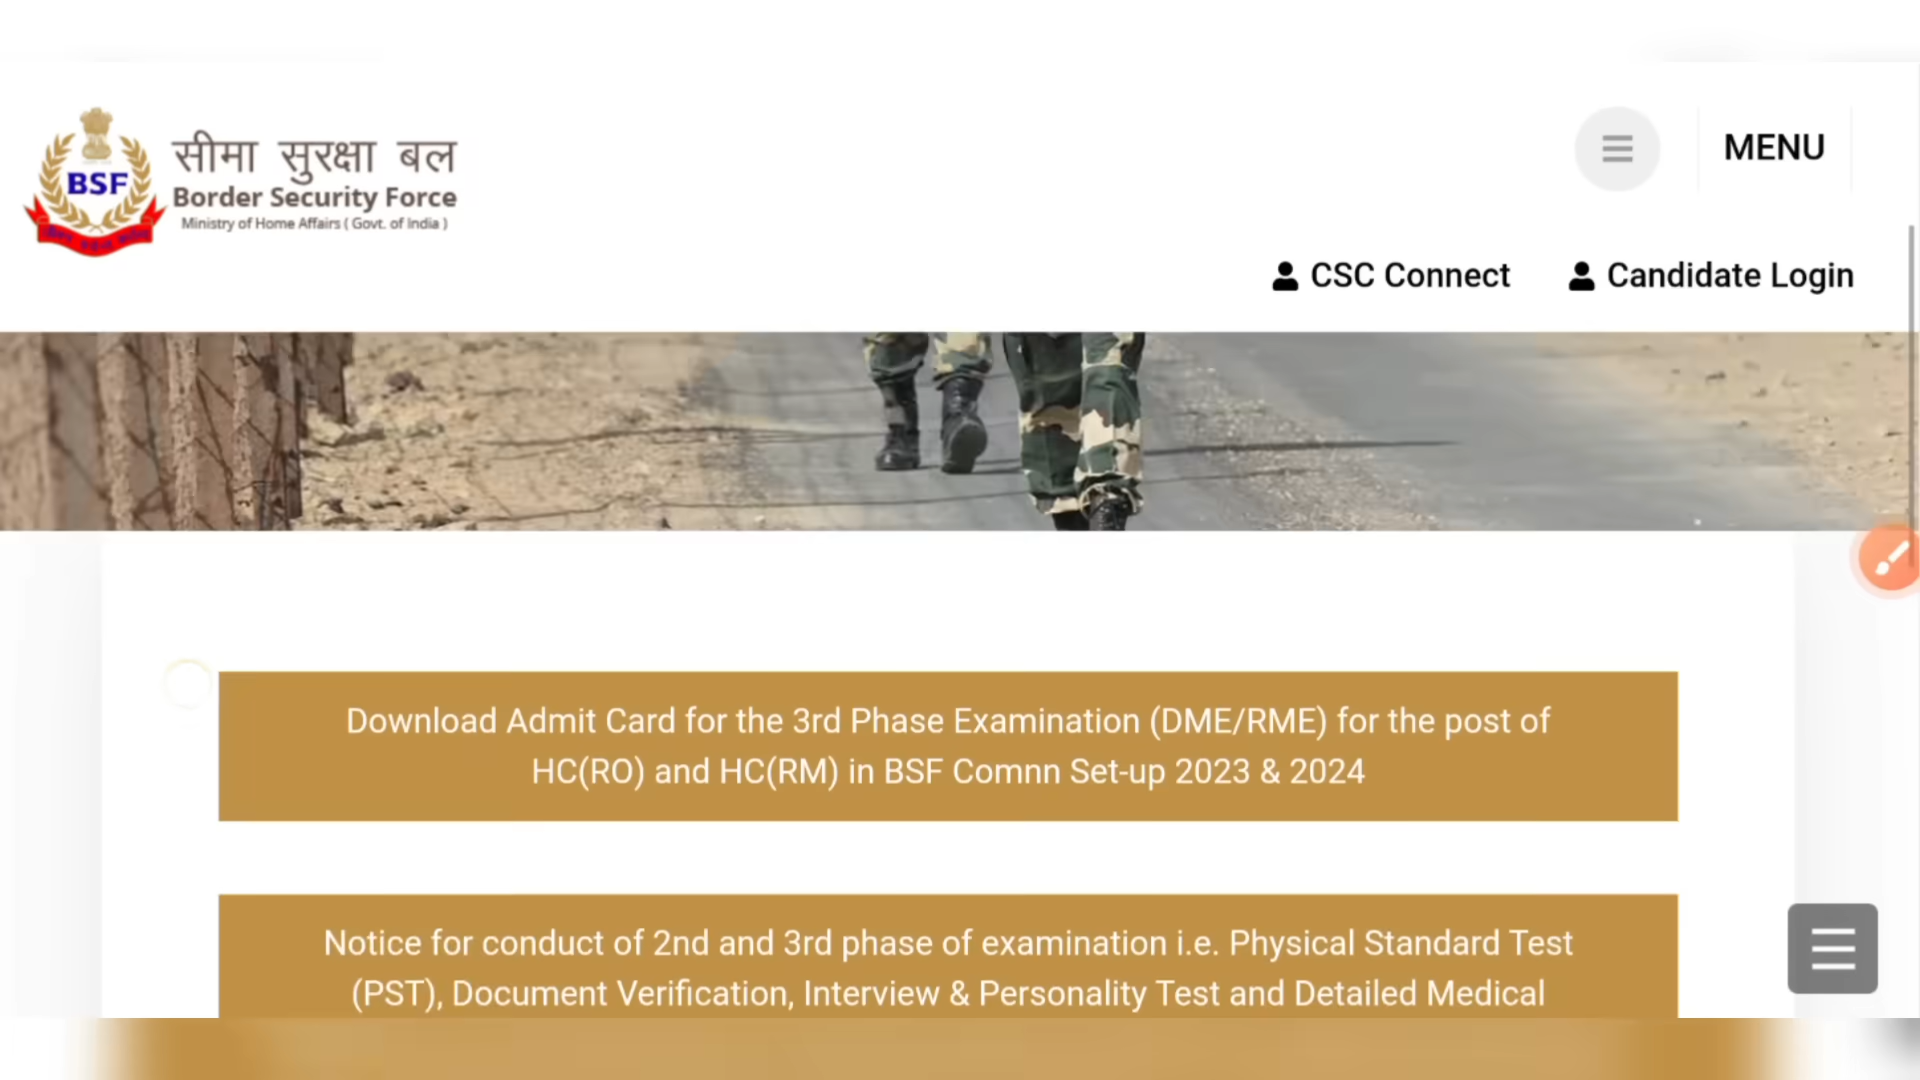 MENU
BSF
सीमा सुरक्षा बल
Border Security Force
Ministry of Home Affairs ( Govt. of India )
CSC Connect
Candidate Login
Download Admit Card for the 3rd Phase Examination (DME/RME) for the post of
HC(RO) and HC(RM) in BSF Comnn Set-up 2023 & 2024
Notice for conduct of 2nd and 3rd phase of examination i.e. Physical Standard Test
(PST), Document Verification, Interview & Personality Test and Detailed Medical